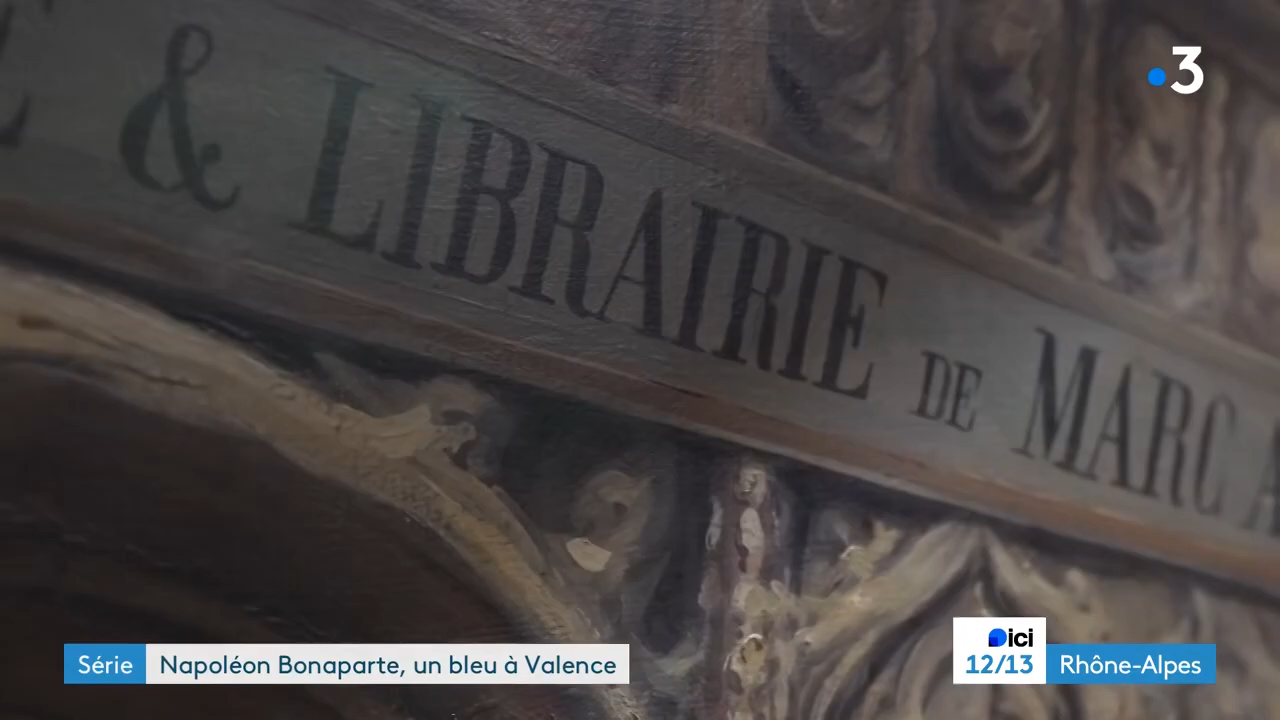 3
& LIBRAIRIE DE MARC A
Série Napoléon Bonaparte, un bleu à Valence
ici
12/13 Rhône-Alpes